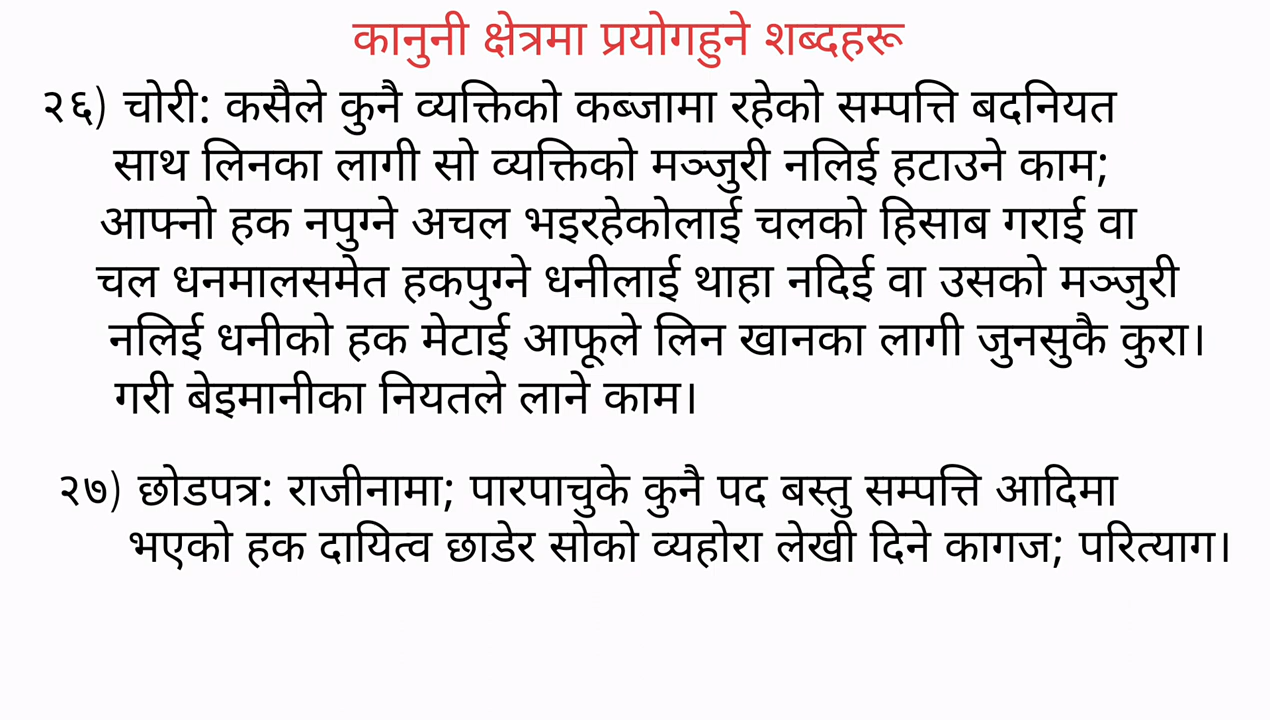 कानुनी क्षेत्रमा प्रयोगहुने शब्दहरू
२६) चोरी: कसैले कुनै व्यक्तिको कब्जामा रहेको सम्पत्ति बदनियत
साथ लिनका लागी सो व्यक्तिको मञ्जुरी नलिई हटाउने काम;
आफ्नो हक नपुग्ने अचल भइरहेकोलाई चलको हिसाब गराई वा
चल धनमालसमेत हकपुग्ने धनीलाई थाहा नदिई वा उसको मञ्जुरी
नलिई धनीको हक मेटाई आफूले लिन खानका लागी जुनसुकै कुरा।
गरी बेइमानीका नियतले लाने काम।
२७) छोडपत्र: राजीनामा; पारपाचुके कुनै पद बस्तु सम्पत्ति आदिमा
भएको हक दायित्व छाडेर सोको व्यहोरा लेखी दिने कागज; परित्याग।